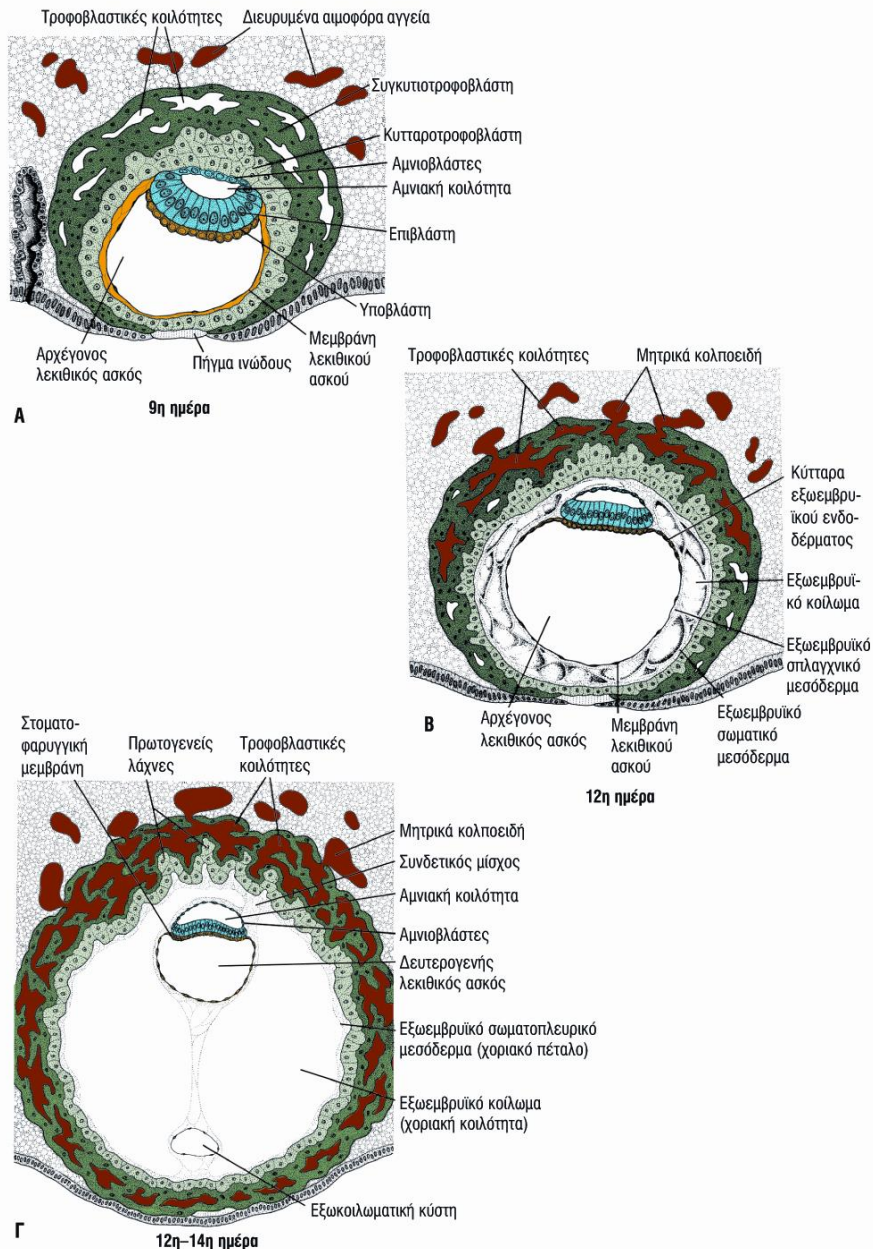 Τροφοβλαστικές κοιλότητες
Διευρυμένα αιμοφόρα αγγεία
Συγκυτιοτροφοβλάστη
Κυτταροτροφοβλάστη
Αμνιοβλάστες
Αμνιακή κοιλότητα
Επιβλάστη
Υποβλάστη
Μεμβράνη
λεκιθικού
ασκού
Πήγμα ινώδους
Αρχέγονος
λεκιθικός ασκός
Α
9η ημέρα
Τροφοβλαστικές κοιλότητες
Μητρικά κολποειδή
Κύτταρα
εξωεμβρυ-
ϊκού ενδο-
δέρματος
Εξωεμβρυϊ-
κό κοίλωμα
Εξωεμβρυϊκό
σπλαγχνικό
μεσόδερμα
Εξωεμβρυϊκό
σωματικό
μεσόδερμα
Μεμβράνη
λεκιθικού
ασκού
Αρχέγονος
λεκιθικός ασκός
Β
12η ημέρα
Στοματο-
φαρυγγική
μεμβράνη
Πρωτογενείς
λάχνες
Τροφοβλαστικές
κοιλότητες
Μητρικά κολποειδή
Συνδετικός μίσχος
Αμνιακή κοιλότητα
Αμνιοβλάστες
Δευτερογενής
λεκιθικός ασκός
Εξωεμβρυϊκό σωματοπλευρικό
μεσόδερμα (χοριακό πέταλο)
Εξωεμβρυϊκό κοίλωμα
(χοριακή κοιλότητα)
Εξωκοιλωματική κύστη
Γ
12η–14η ημέρα